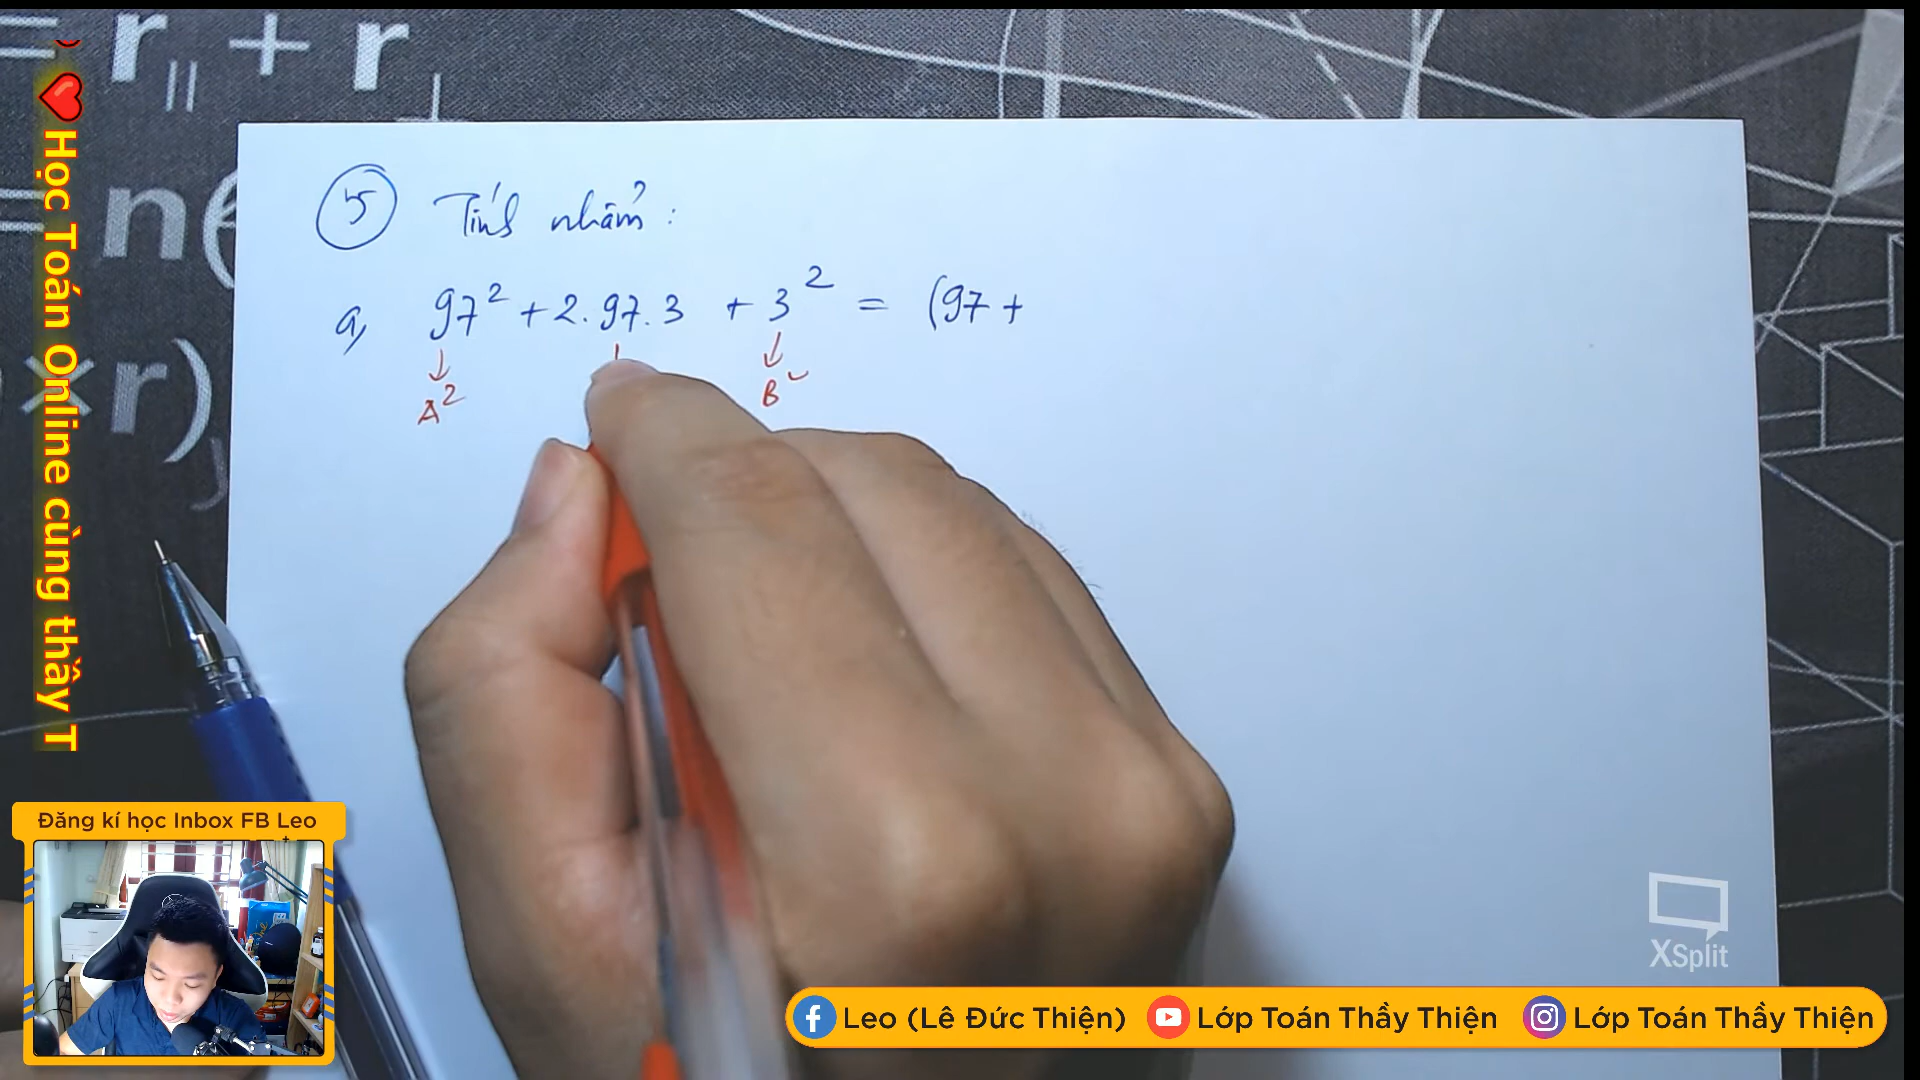 = r|| + r
= n(
× r)y
❤ Học Toán Online cùng thầy T
5 Tính nhẩm:
a, 97² + 2.97.3 + 3² = (97 +
A² B²
Đăng kí học Inbox FB Leo
XSplit
Leo (Lê Đức Thiện) Lớp Toán Thầy Thiện Lớp Toán Thầy Thiện